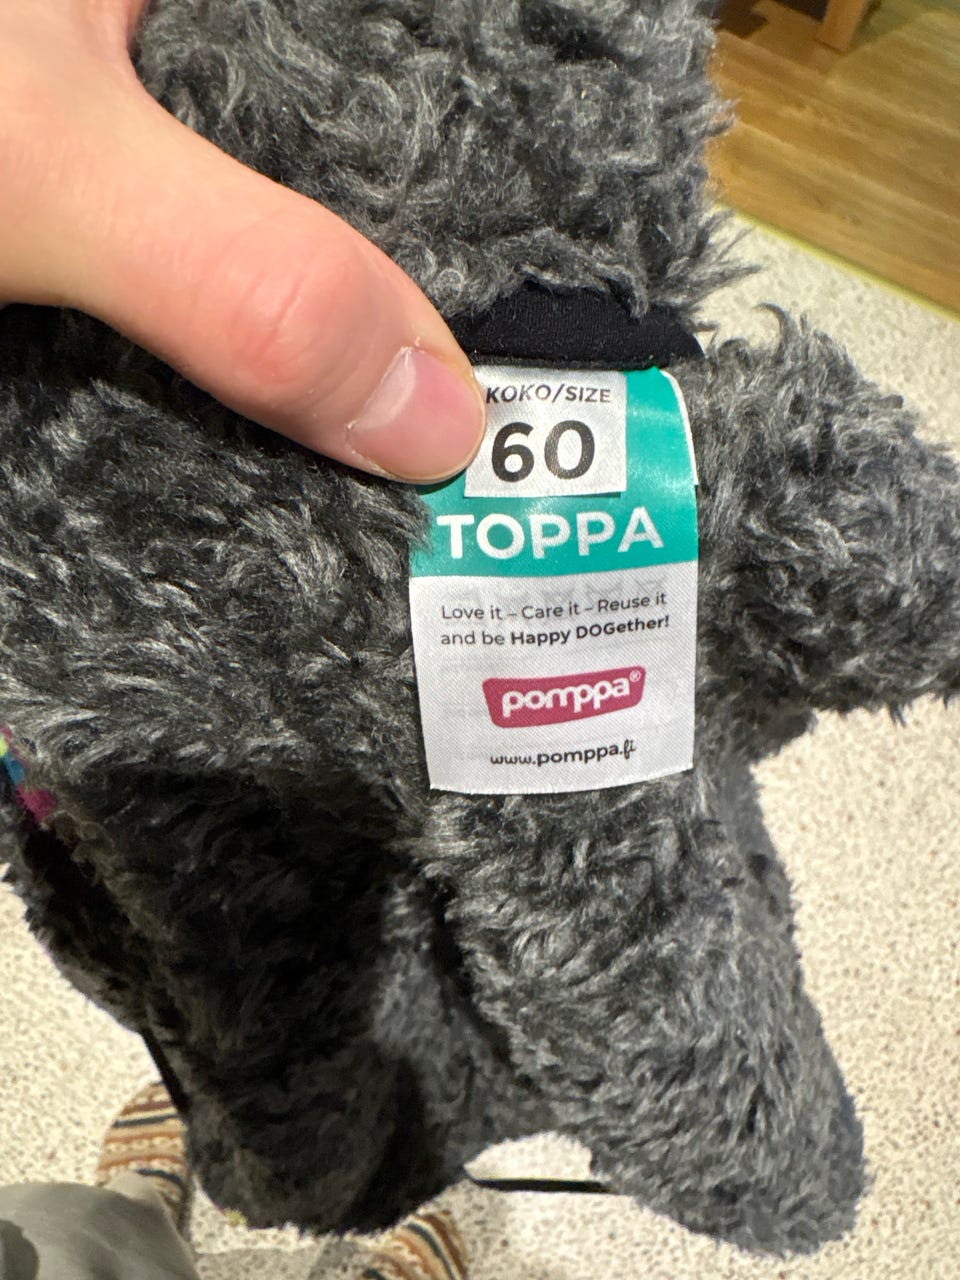 KOKO/SIZE
60
TOPPA
Love it – Care it – Reuse it
and be Happy DOGether!
pomppa®
www.pomppa.fi